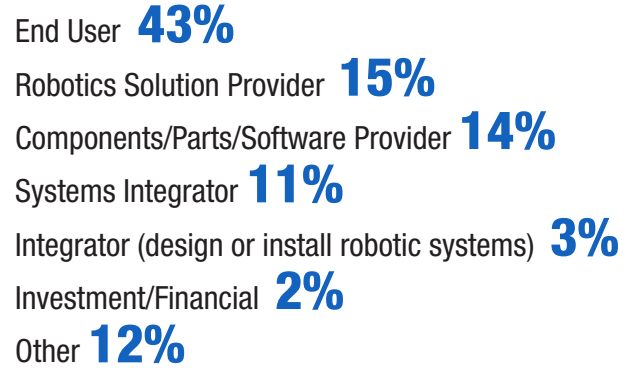 End User 43%
Robotics Solution Provider 15%
Components/Parts/Software Provider 14%
Systems Integrator 11%
Integrator (design or install robotic systems) 3%
Investment/Financial 2%
Other 12%